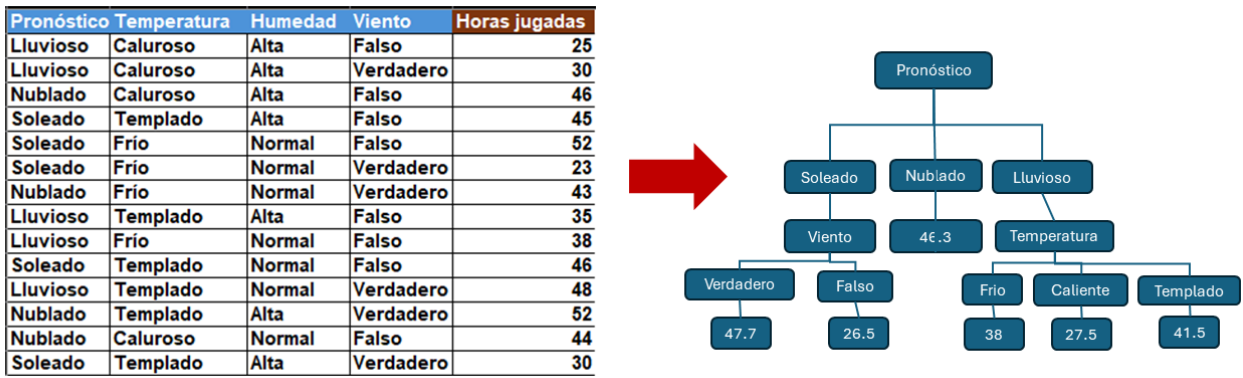 Pronóstico Temperatura Humedad Viento Horas jugadas
Lluvioso Caluroso Alta Falso 25
Lluvioso Caluroso Alta Verdadero 30
Nublado Caluroso Alta Falso 46
Soleado Templado Alta Falso 45
Soleado Frío Normal Falso 52
Soleado Frío Normal Verdadero 23
Nublado Frío Normal Verdadero 43
Lluvioso Templado Alta Falso 35
Lluvioso Frío Normal Falso 38
Soleado Templado Normal Falso 46
Lluvioso Templado Normal Verdadero 48
Nublado Templado Alta Verdadero 52
Nublado Caluroso Normal Falso 44
Soleado Templado Alta Verdadero 30
Pronóstico
Soleado Nublado Lluvioso
Viento 46.3 Temperatura
Verdadero Falso Frio Caliente Templado
47.7 26.5 38 27.5 41.5